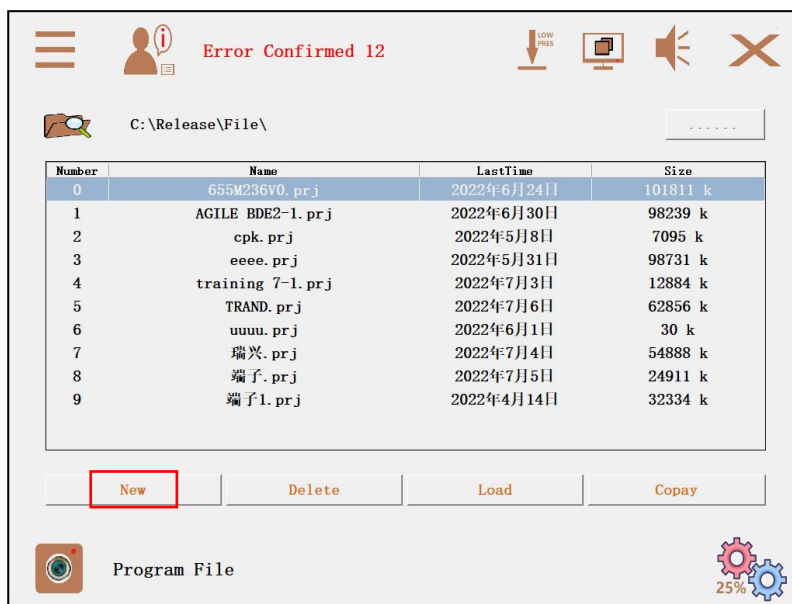 Error Confirmed 12
LOW
PRES
C:\Release\File\
......
Number Name LastTime Size
0 655M236V0.prj 2022年6月24日 101811 k
1 AGILE BDE2-1.prj 2022年6月30日 98239 k
2 cpk.prj 2022年5月8日 7095 k
3 eeee.prj 2022年5月31日 98731 k
4 training 7-1.prj 2022年7月3日 12884 k
5 TRAND.prj 2022年7月6日 62856 k
6 uuuu.prj 2022年6月1日 30 k
7 瑞兴.prj 2022年7月4日 54888 k
8 端子.prj 2022年7月5日 24911 k
9 端子1.prj 2022年4月14日 32334 k
New Delete Load Copay
Program File
25%